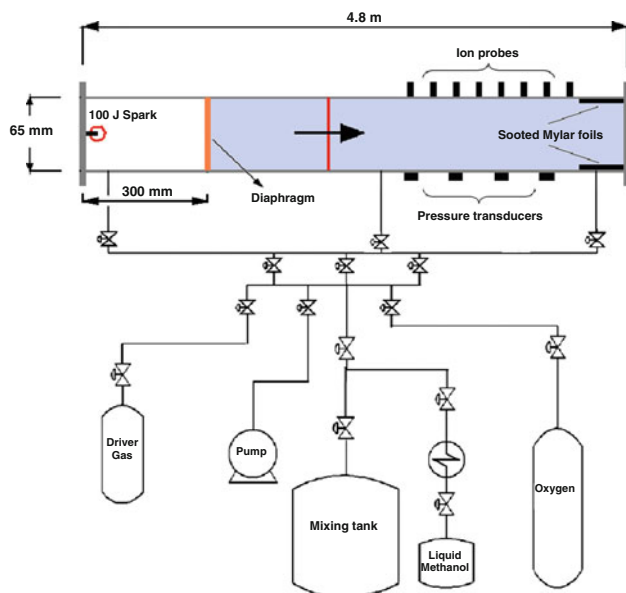 4.8 m
Ion probes
100 J Spark
65 mm
Sooted Mylar foils
300 mm
Diaphragm
Pressure transducers
Driver
Gas
Pump
Oxygen
Mixing tank
Liquid
Methanol